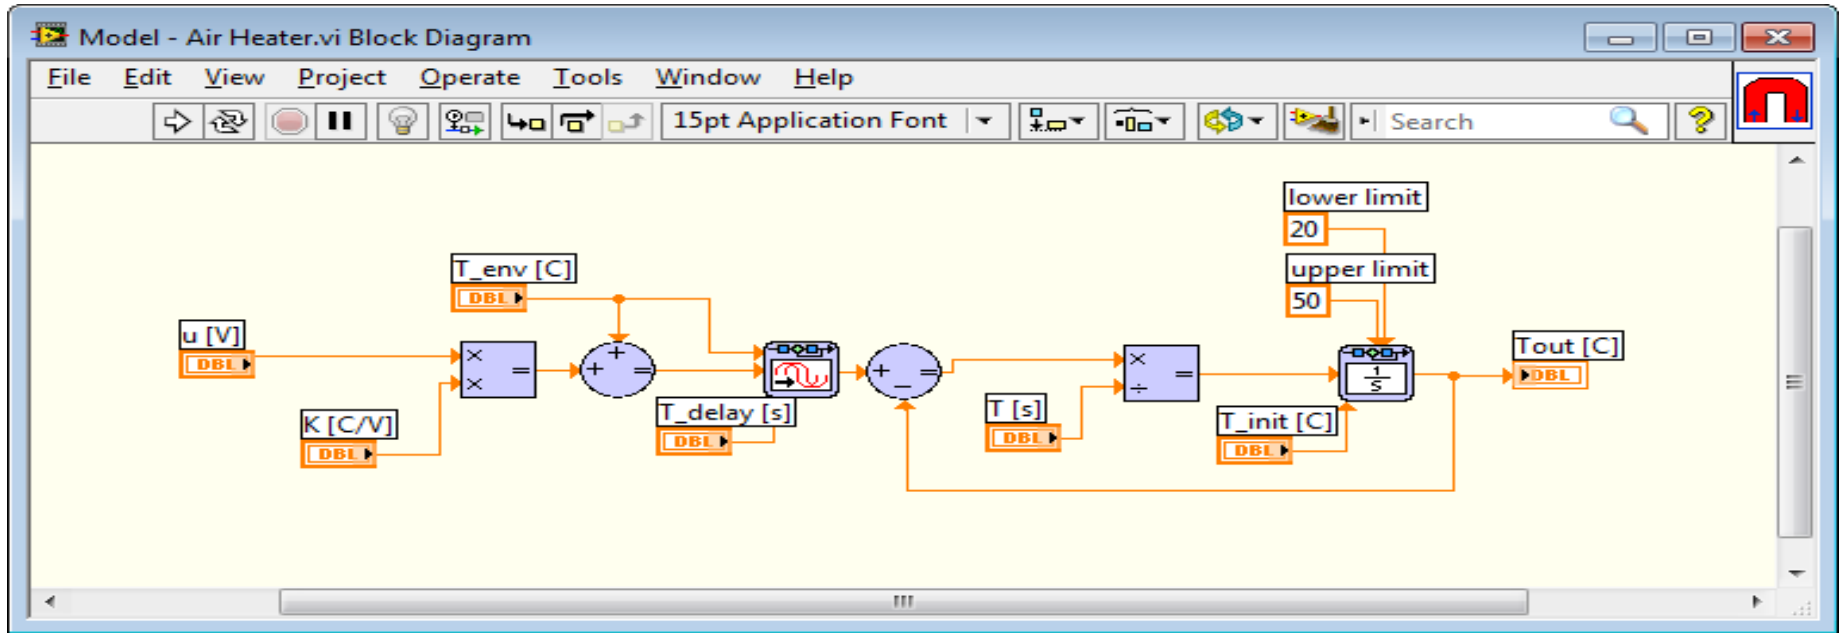 Model - Air Heater.vi Block Diagram
File Edit View Project Operate Tools Window Help
15pt Application Font Search
lower limit
20
T_env [C]
DBL
upper limit
50
u [V]
DBL
× × =
+ + =
+ − =
× ÷ =
1
s
Tout [C]
DBL
K [C/V]
DBL
T_delay [s]
DBL
T [s]
DBL
T_init [C]
DBL